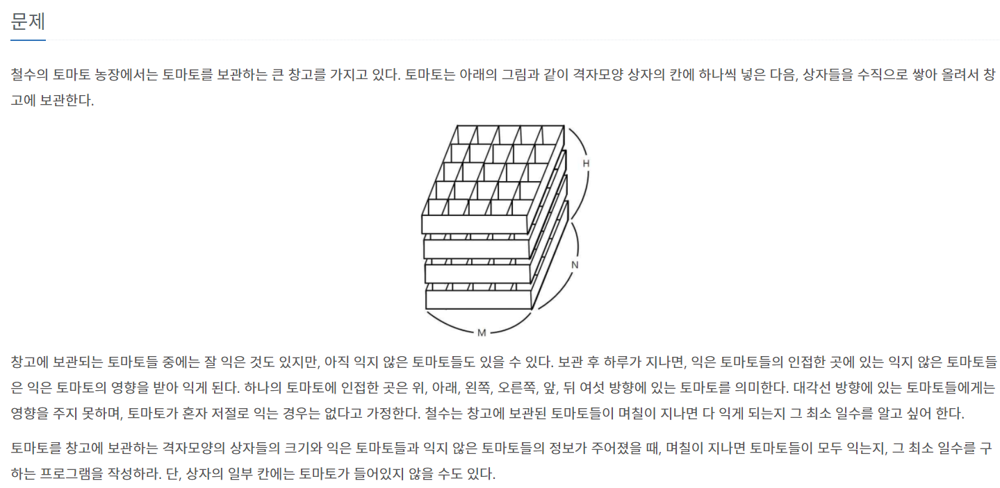 문제
철수의 토마토 농장에서는 토마토를 보관하는 큰 창고를 가지고 있다. 토마토는 아래의 그림과 같이 격자모양 상자의 칸에 하나씩 넣은 다음, 상자들을 수직으로 쌓아 올려서 창
고에 보관한다.
H
N
M
창고에 보관되는 토마토들 중에는 잘 익은 것도 있지만, 아직 익지 않은 토마토들도 있을 수 있다. 보관 후 하루가 지나면, 익은 토마토들의 인접한 곳에 있는 익지 않은 토마토들
은 익은 토마토의 영향을 받아 익게 된다. 하나의 토마토에 인접한 곳은 위, 아래, 왼쪽, 오른쪽, 앞, 뒤 여섯 방향에 있는 토마토를 의미한다. 대각선 방향에 있는 토마토들에게는
영향을 주지 못하며, 토마토가 혼자 저절로 익는 경우는 없다고 가정한다. 철수는 창고에 보관된 토마토들이 며칠이 지나면 다 익게 되는지 그 최소 일수를 알고 싶어 한다.
토마토를 창고에 보관하는 격자모양의 상자들의 크기와 익은 토마토들과 익지 않은 토마토들의 정보가 주어졌을 때, 며칠이 지나면 토마토들이 모두 익는지, 그 최소 일수를 구
하는 프로그램을 작성하라. 단, 상자의 일부 칸에는 토마토가 들어있지 않을 수도 있다.